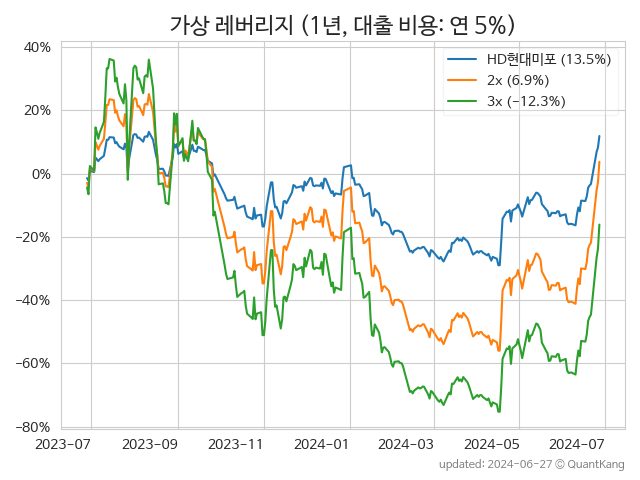 가상 레버리지 (1년, 대출 비용: 연 5%)
HD현대미포 (13.5%)
2x (6.9%)
3x (−12.3%)
40%
20%
0%
−20%
−40%
−60%
−80%
2023-07 2023-09 2023-11 2024-01 2024-03 2024-05 2024-07
updated: 2024-06-27 © QuantKang